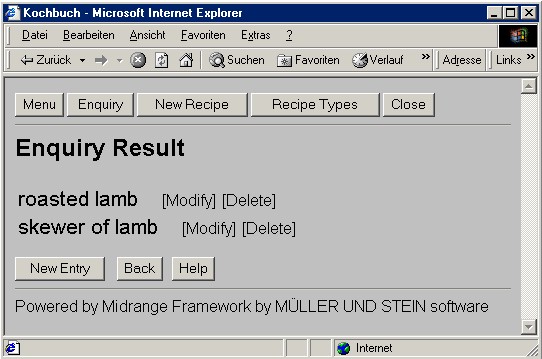 Kochbuch - Microsoft Internet Explorer
Datei Bearbeiten Ansicht Favoriten Extras ?
Zurück Suchen Favoriten Verlauf » Adresse Links »
Menu Enquiry New Recipe Recipe Types Close
Enquiry Result
roasted lamb [Modify] [Delete]
skewer of lamb [Modify] [Delete]
New Entry Back Help
Powered by Midrange Framework by MÜLLER UND STEIN software
Internet